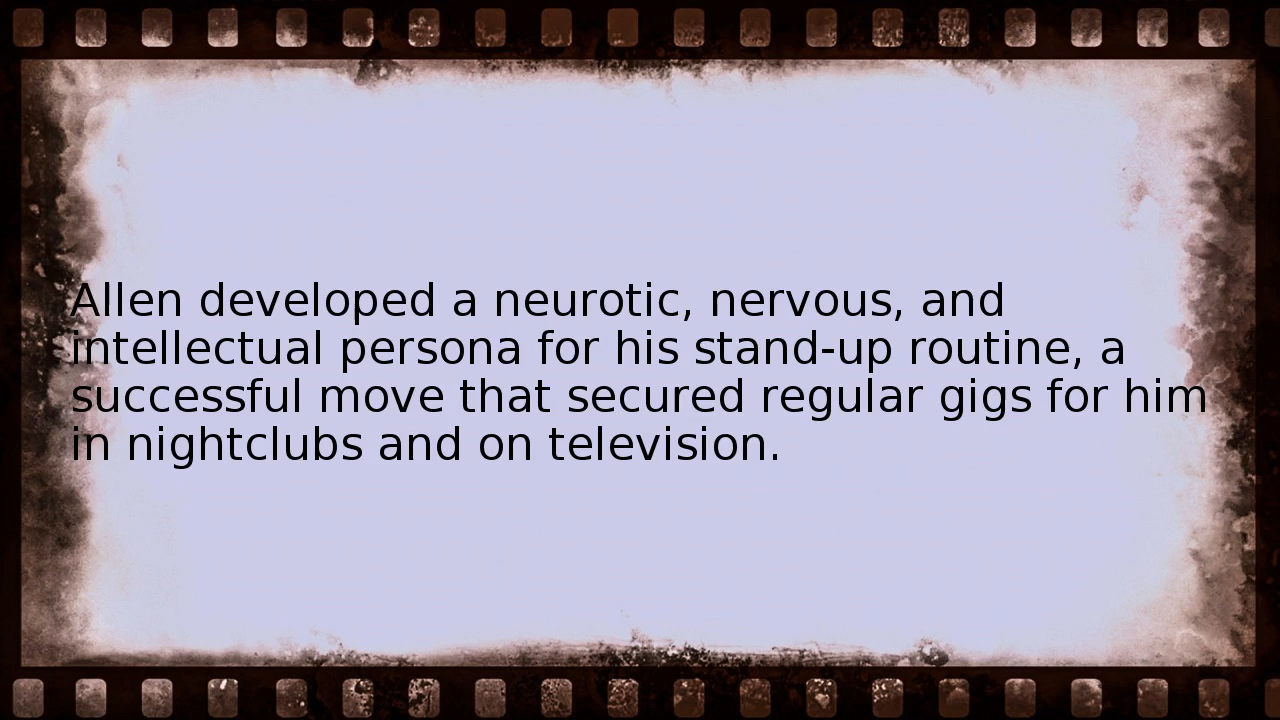 Allen developed a neurotic, nervous, and
intellectual persona for his stand-up routine, a
successful move that secured regular gigs for him
in nightclubs and on television.